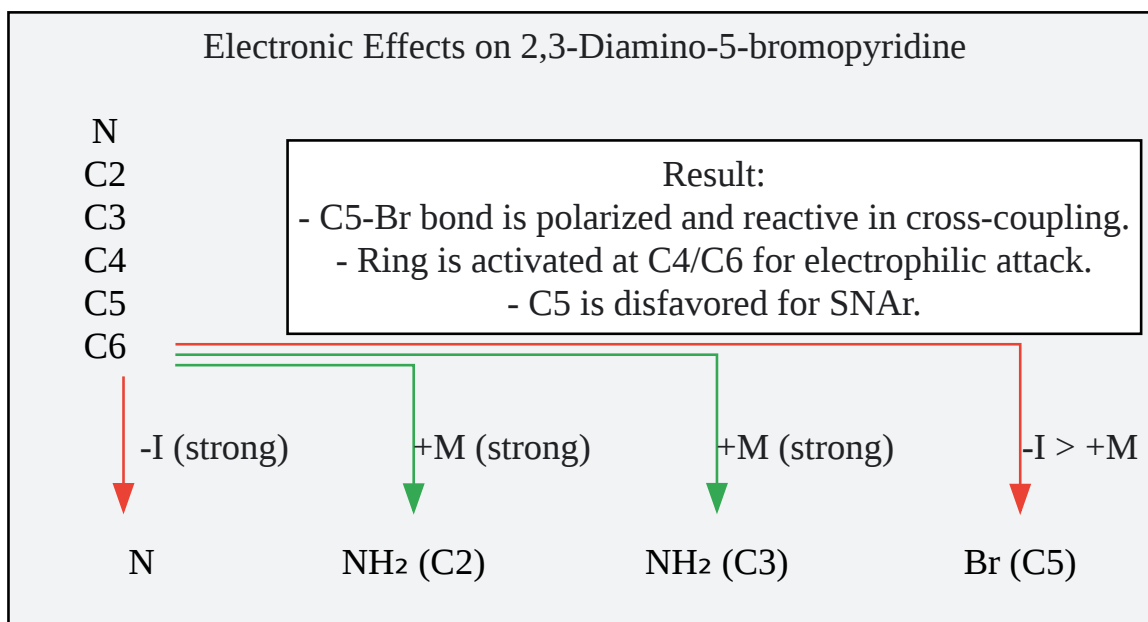 Electronic Effects on 2,3-Diamino-5-bromopyridine
N
C2
C3
C4
C5
C6
Result:
- C5-Br bond is polarized and reactive in cross-coupling.
- Ring is activated at C4/C6 for electrophilic attack.
- C5 is disfavored for SNAr.
-I (strong)
+M (strong)
+M (strong)
-I > +M
N
NH₂ (C2)
NH₂ (C3)
Br (C5)